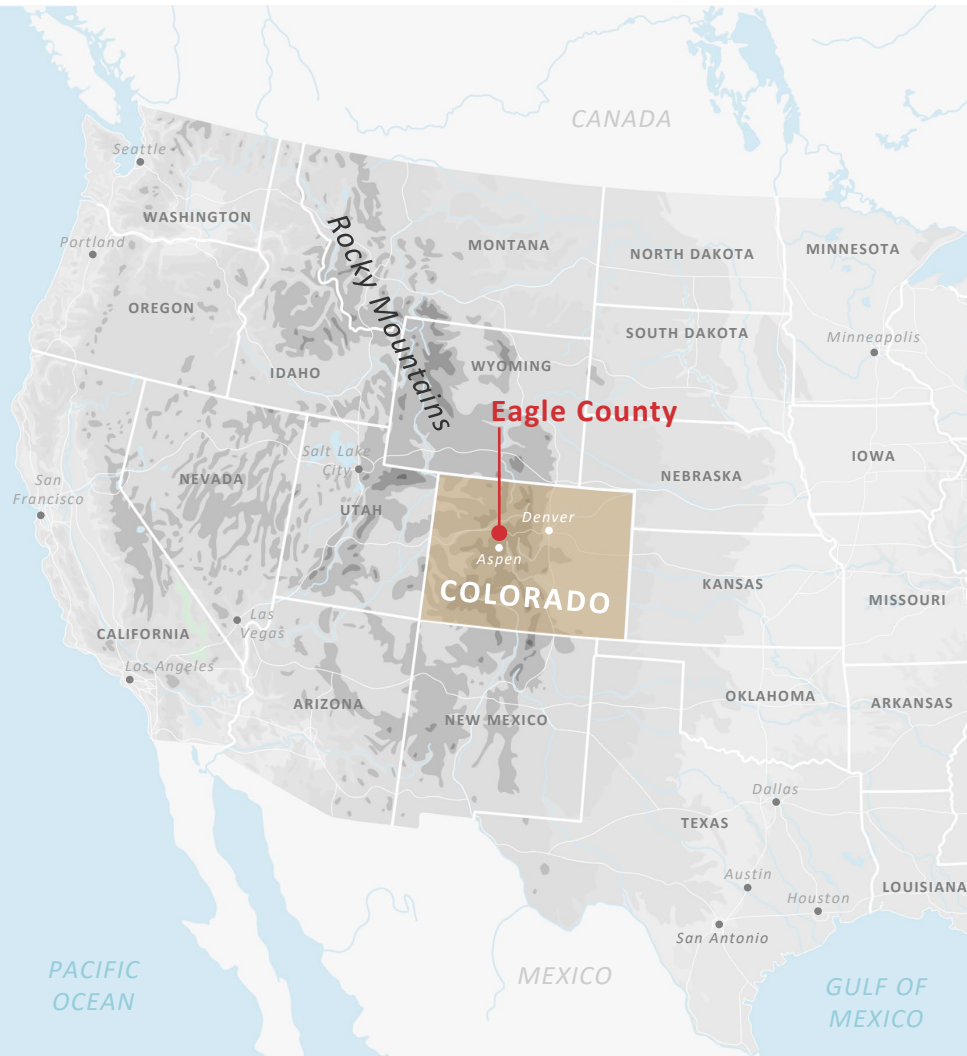 CANADA
Seattle
WASHINGTON
Portland
Rocky Mountains
MONTANA
NORTH DAKOTA
MINNESOTA
OREGON
SOUTH DAKOTA
Minneapolis
IDAHO
WYOMING
Eagle County
Salt Lake
City
NEVADA
UTAH
NEBRASKA
IOWA
San
Francisco
Denver
Aspen
COLORADO
KANSAS
MISSOURI
Las
Vegas
CALIFORNIA
Los Angeles
ARIZONA
NEW MEXICO
OKLAHOMA
ARKANSAS
Dallas
TEXAS
Austin
Houston
LOUISIANA
San Antonio
PACIFIC
OCEAN
MEXICO
GULF OF
MEXICO